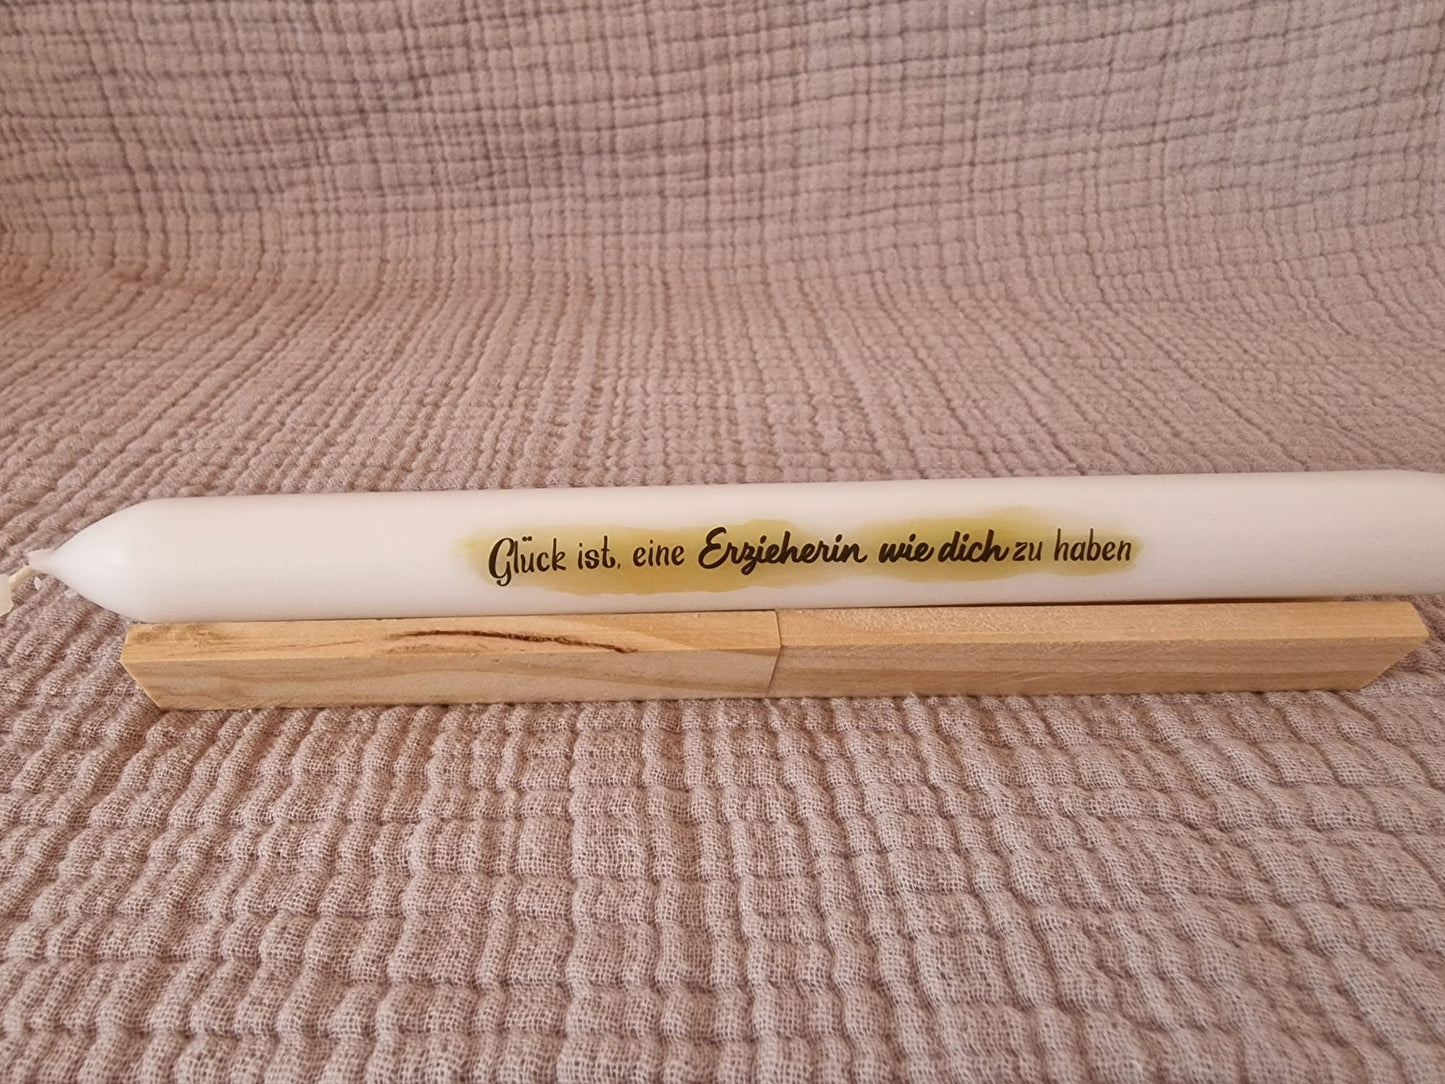 Glück ist, eine Erzieherin wie dich zu haben